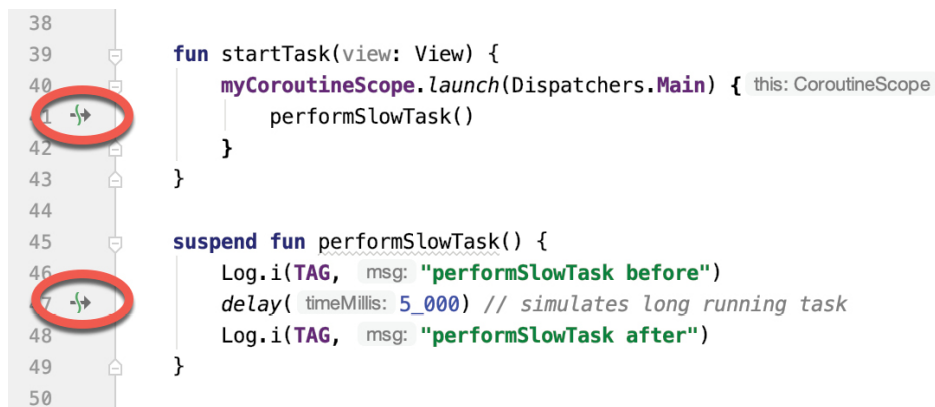 38
39 fun startTask(view: View) {
40 myCoroutineScope.launch(Dispatchers.Main) { this: CoroutineScope
41 performSlowTask()
42 }
43 }
44
45 suspend fun performSlowTask() {
46 Log.i(TAG, msg: "performSlowTask before")
47 delay( timeMillis: 5_000) // simulates long running task
48 Log.i(TAG, msg: "performSlowTask after")
49 }
50